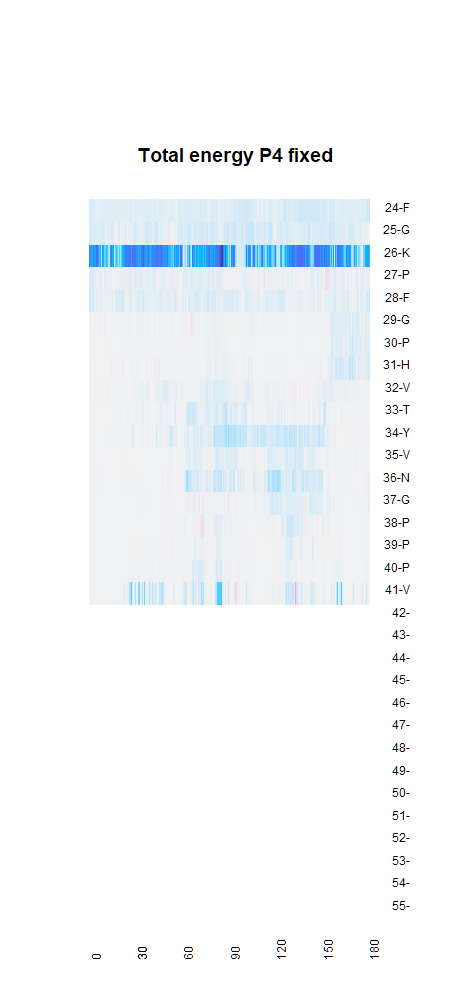 Total energy P4 fixed
24-F
25-G
26-K
27-P
28-F
29-G
30-P
31-H
32-V
33-T
34-Y
35-V
36-N
37-G
38-P
39-P
40-P
41-V
42-
43-
44-
45-
46-
47-
48-
49-
50-
51-
52-
53-
54-
55-
0
30
60
90
120
150
180